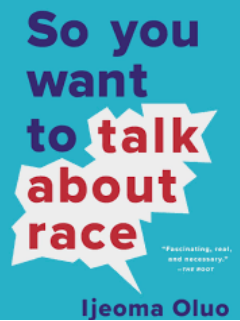 So you
want
to talk
about
race
"Fascinating, real,
and necessary."
—THE ROOT
Ijeoma Oluo